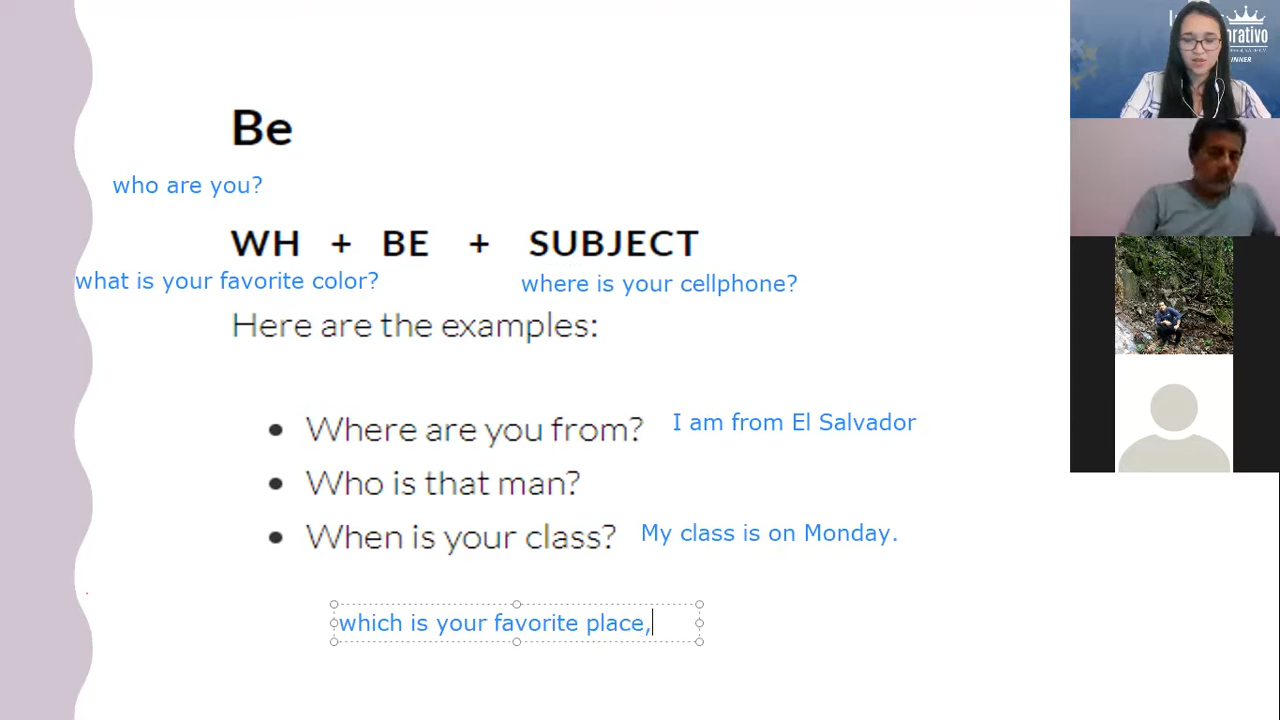 Be
who are you?
WH + BE + SUBJECT
what is your favorite color? where is your cellphone?
Here are the examples:
• Where are you from? I am from El Salvador
• Who is that man?
• When is your class? My class is on Monday.
which is your favorite place,
INNER